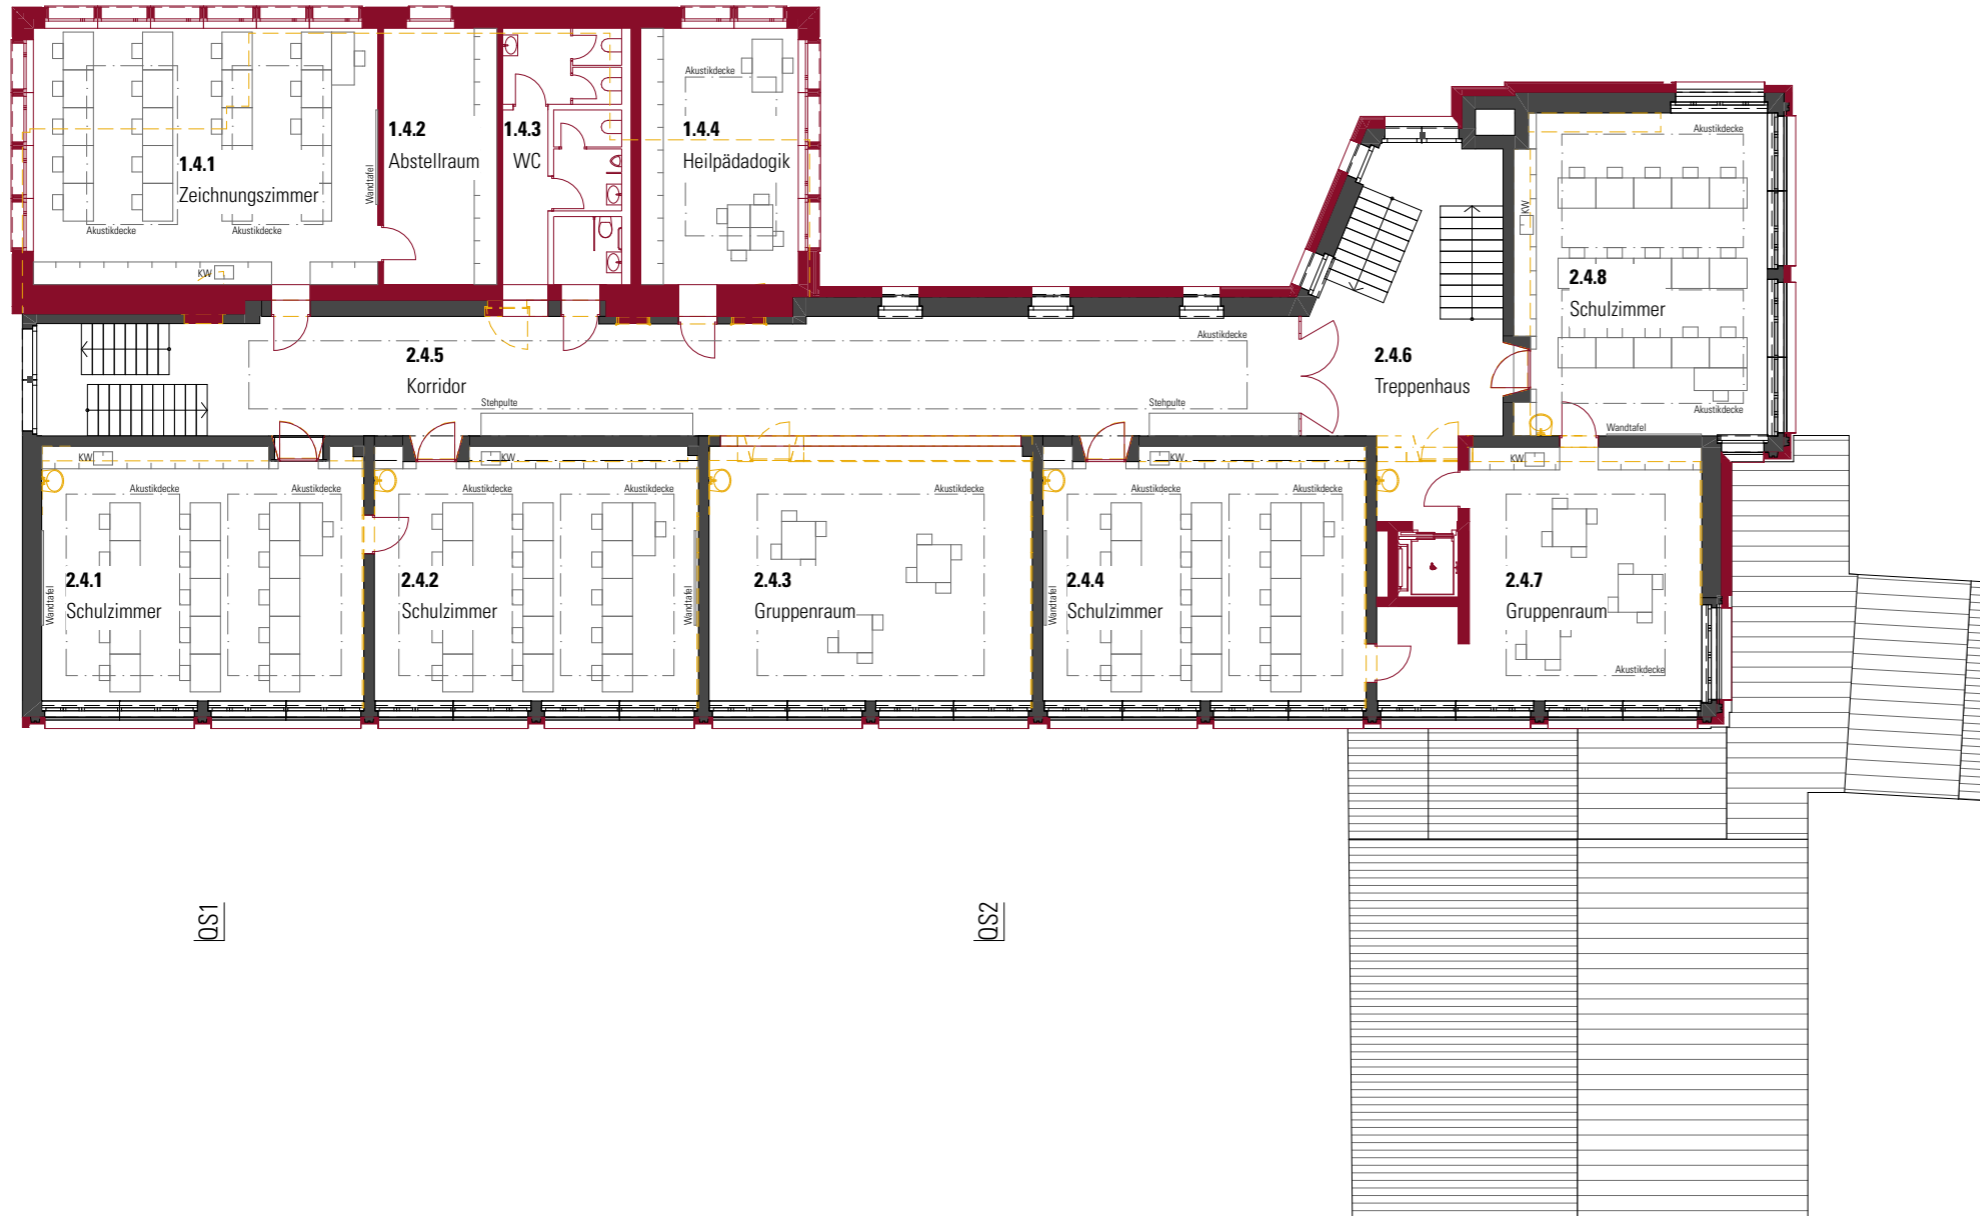 Akustikdecke
Akustikdecke
1.4.1
Zeichnungszimmer
Wandtafel
Akustikdecke
Akustikdecke
KW
1.4.2
Abstellraum
1.4.3
WC
Akustikdecke
1.4.4
Heilpädadogik
Akustikdecke
KW
2.4.8
Schulzimmer
Akustikdecke
Wandtafel
2.4.5
Korridor
Akustikdecke
Stehpulte
Stehpulte
2.4.6
Treppenhaus
KW
Akustikdecke
Akustikdecke
Wandtafel
2.4.1
Schulzimmer
KW
Akustikdecke
Akustikdecke
2.4.2
Schulzimmer
Wandtafel
Akustikdecke
2.4.3
Gruppenraum
KW
Akustikdecke
Akustikdecke
Wandtafel
2.4.4
Schulzimmer
KW
2.4.7
Gruppenraum
Akustikdecke
QS1
QS2